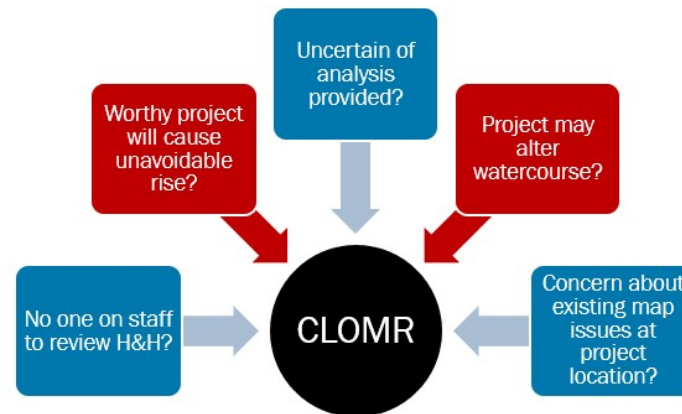 Uncertain of
analysis
provided?
Worthy project
will cause
unavoidable
rise?
Project may
alter
watercourse?
No one on staff
to review H&H?
CLOMR
Concern about
existing map
issues at
project
location?